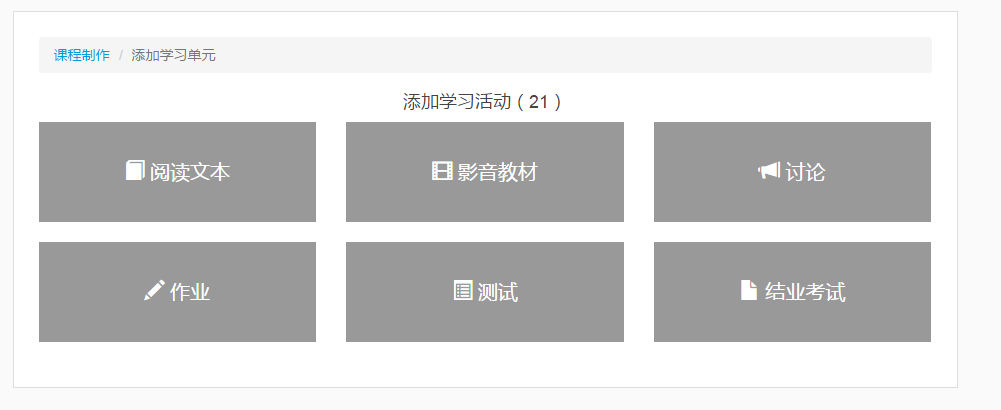 课程制作 / 添加学习单元
添加学习活动（21）
阅读文本 影音教材 讨论
作业 测试 结业考试